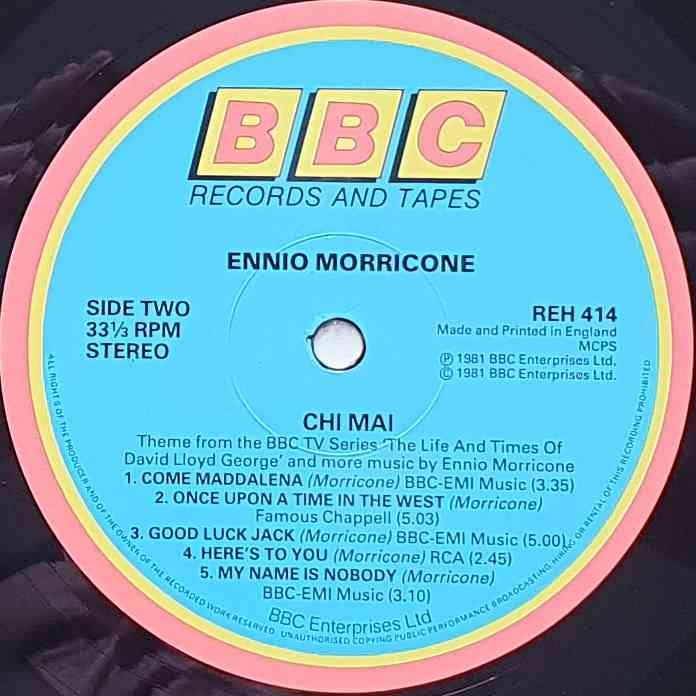 BBC
RECORDS AND TAPES
ENNIO MORRICONE
SIDE TWO
33⅓ RPM
STEREO
REH 414
Made and Printed in England
MCPS
Ⓟ 1981 BBC Enterprises Ltd.
© 1981 BBC Enterprises Ltd.
CHI MAI
Theme from the BBC TV Series 'The Life And Times Of
David Lloyd George' and more music by Ennio Morricone
1. COME MADDALENA (Morricone) BBC-EMI Music (3.35)
2. ONCE UPON A TIME IN THE WEST (Morricone)
Famous Chappell (5.03)
3. GOOD LUCK JACK (Morricone) BBC-EMI Music (5.00)
4. HERE'S TO YOU (Morricone) RCA (2.45)
5. MY NAME IS NOBODY (Morricone)
BBC-EMI Music (3.10)
BBC Enterprises Ltd
ALL RIGHTS OF THE PRODUCER AND OF THE OWNER OF THE RECORDED WORK RESERVED. UNAUTHORISED COPYING PUBLIC PERFORMANCE BROADCASTING, HIRING OR RENTAL OF THIS RECORDING PROHIBITED